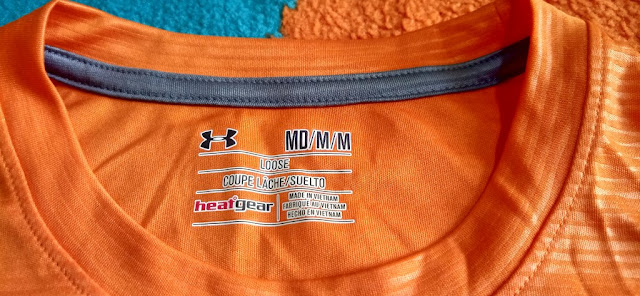 MD/M/M
LOOSE
COUPE LÂCHE/SUELTO
heatgear
MADE IN VIETNAM
FABRIQUÉ AU VIETNAM
HECHO EN VIETNAM